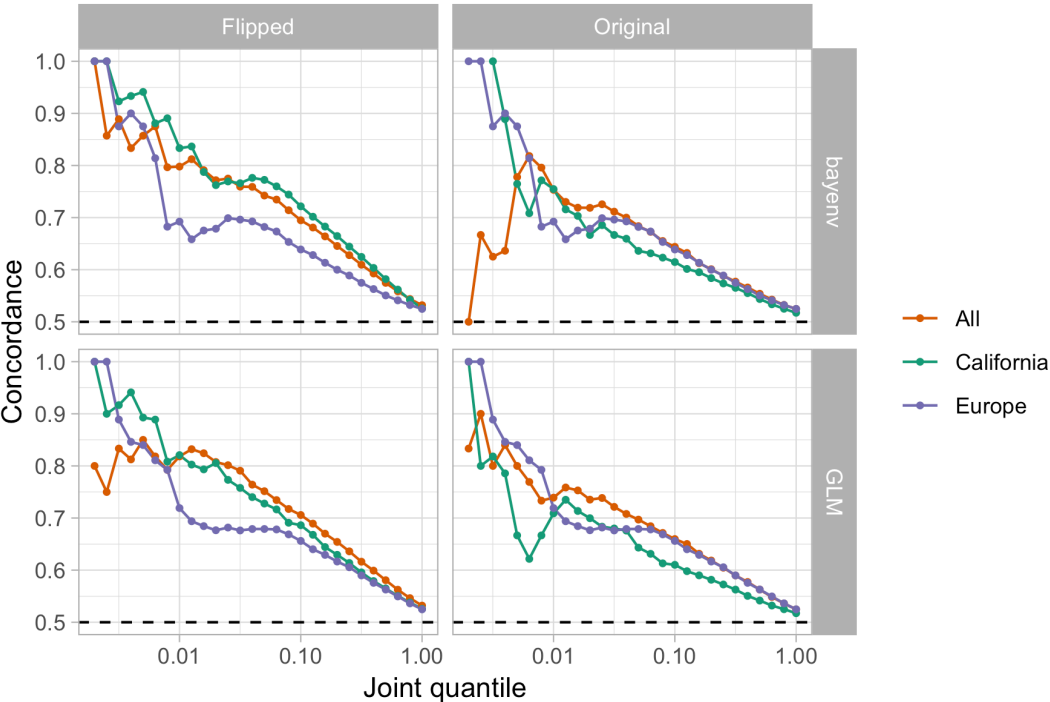 Flipped
Original
1.0
0.9
0.8
0.7
0.6
0.5
bayenv
1.0
0.9
0.8
0.7
0.6
0.5
GLM
Concordance
0.01
0.10
1.00
0.01
0.10
1.00
Joint quantile
All
California
Europe